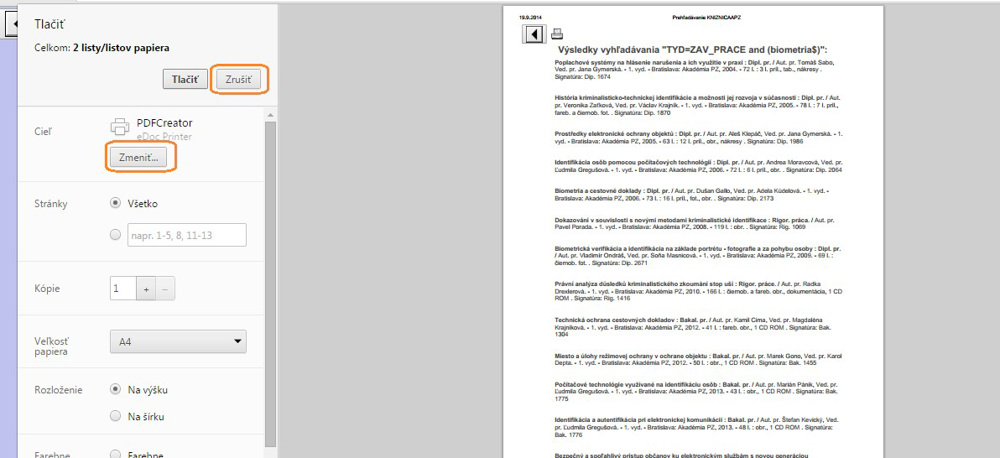 Tlačiť
Celkom: 2 listy/listov papiera
Tlačiť
Zrušiť
Cieľ
PDFCreator
eDoc Printer
Zmeniť...
Stránky
Všetko
napr. 1-5, 8, 11-13
Kópie
1
+
–
Veľkosť
papiera
A4
Rozloženie
Na výšku
Na šírku
Farebne
Farebne
19.9.2014
Prehľadávanie KNIZNICAAPZ
Výsledky vyhľadávania "TYD=ZAV_PRACE and (biometria$)":
Poplachové systémy na hlásenie narušenia a ich využitie v praxi : Dipl. pr. / Aut. pr. Tomáš Sabo,
Ved. pr. Jana Gymerská. - 1. vyd. - Bratislava: Akadémia PZ, 2004. - 72 l. : 3 l. príl., tab., nákresy .
Signatúra: Dip. 1674
História kriminalisticko-technickej identifikácie a možnosti jej rozvoja v súčasnosti : Dipl. pr. / Aut.
pr. Veronika Zaťková, Ved. pr. Václav Krajník. - 1. vyd. - Bratislava: Akadémia PZ, 2005. - 78 l. : 7 l. príl.,
fareb. a čiernob. fot. . Signatúra: Dip. 1870
Prostředky elektronické ochrany objektů : Dipl. pr. / Aut. pr. Aleš Klepáč, Ved. pr. Jana Gymerská. - 1.
vyd. - Bratislava: Akadémia PZ, 2005. - 63 l. : 12 l. príl., obr., nákresy . Signatúra: Dip. 1986
Identifikácia osôb pomocou počítačových technológií : Dipl. pr. / Aut. pr. Andrea Moravcová, Ved. pr.
Ľudmila Gregušová. - 1. vyd. - Bratislava: Akadémia PZ, 2006. - 72 l. : 6 l. príl., obr. . Signatúra: Dip. 2064
Biometria a cestovné doklady : Dipl. pr. / Aut. pr. Dušan Gallo, Ved. pr. Adela Kúdelová. - 1. vyd. -
Bratislava: Akadémia PZ, 2006. - 73 l. : 16 l. príl., fot., obr. . Signatúra: Dip. 2173
Dokazování v souvislosti s novými metodami kriminalistické identifikace : Rigor. práca. / Aut. pr.
Pavel Porada. - 1. vyd. - Bratislava: Akadémia PZ, 2008. - 119 l. : obr. . Signatúra: Rig. 1069
Biometrická verifikácia a identifikácia na základe portrétu - fotografie a za pohybu osoby : Dipl. pr.
/ Aut. pr. Vladimír Ondráš, Ved. pr. Soňa Masnicová. - 1. vyd. - Bratislava: Akadémia PZ, 2009. - 69 l. :
čiernob. fot. . Signatúra: Dip. 2671
Právní analýza důsledků kriminalistického zkoumání stop uší : Rigor. práce. / Aut. pr. Radka
Drexlerová. - 1. vyd. - Bratislava: Akadémia PZ, 2010. - 166 l. : čiernob. a fareb. obr., dokumentácia, 1 CD
ROM . Signatúra: Rig. 1416
Technická ochrana cestovných dokladov : Bakal. pr. / Aut. pr. Kamil Cima, Ved. pr. Magdaléna
Krajníková. - 1. vyd. - Bratislava: Akadémia PZ, 2012. - 41 l. : fareb. obr., 1 CD ROM . Signatúra: Bak.
1304
Miesto a úlohy režimovej ochrany v ochrane objektu : Bakal. pr. / Aut. pr. Marek Gono, Ved. pr. Karol
Depta. - 1. vyd. - Bratislava: Akadémia PZ, 2012. - 50 l. : obr., 1 CD ROM . Signatúra: Bak. 1455
Počítačové technológie využívané na identifikáciu osôb : Bakal. pr. / Aut. pr. Marián Pánik, Ved. pr.
Ľudmila Gregušová. - 1. vyd. - Bratislava: Akadémia PZ, 2013. - 43 l. : obr., 1 CD ROM . Signatúra: Bak.
1775
Identifikácia a autentifikácia pri elektronickej komunikácii : Bakal. pr. / Aut. pr. Štefan Kevický, Ved.
pr. Ľudmila Gregušová. - 1. vyd. - Bratislava: Akadémia PZ, 2013. - 48 l. : obr., 1 CD ROM . Signatúra:
Bak. 1776
Bezpečný a spoľahlivý prístup občanov ku elektronickým službám s novou generáciou